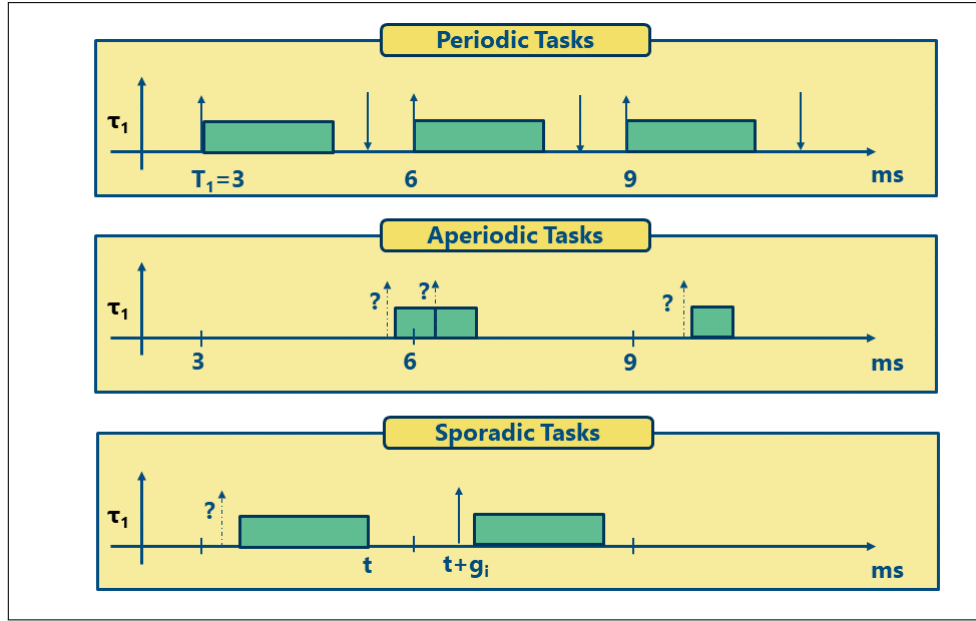 Periodic Tasks
τ₁
T₁=3 6 9 ms
Aperiodic Tasks
? ? ?
τ₁
3 6 9 ms
Sporadic Tasks
?
τ₁
t t+gᵢ ms